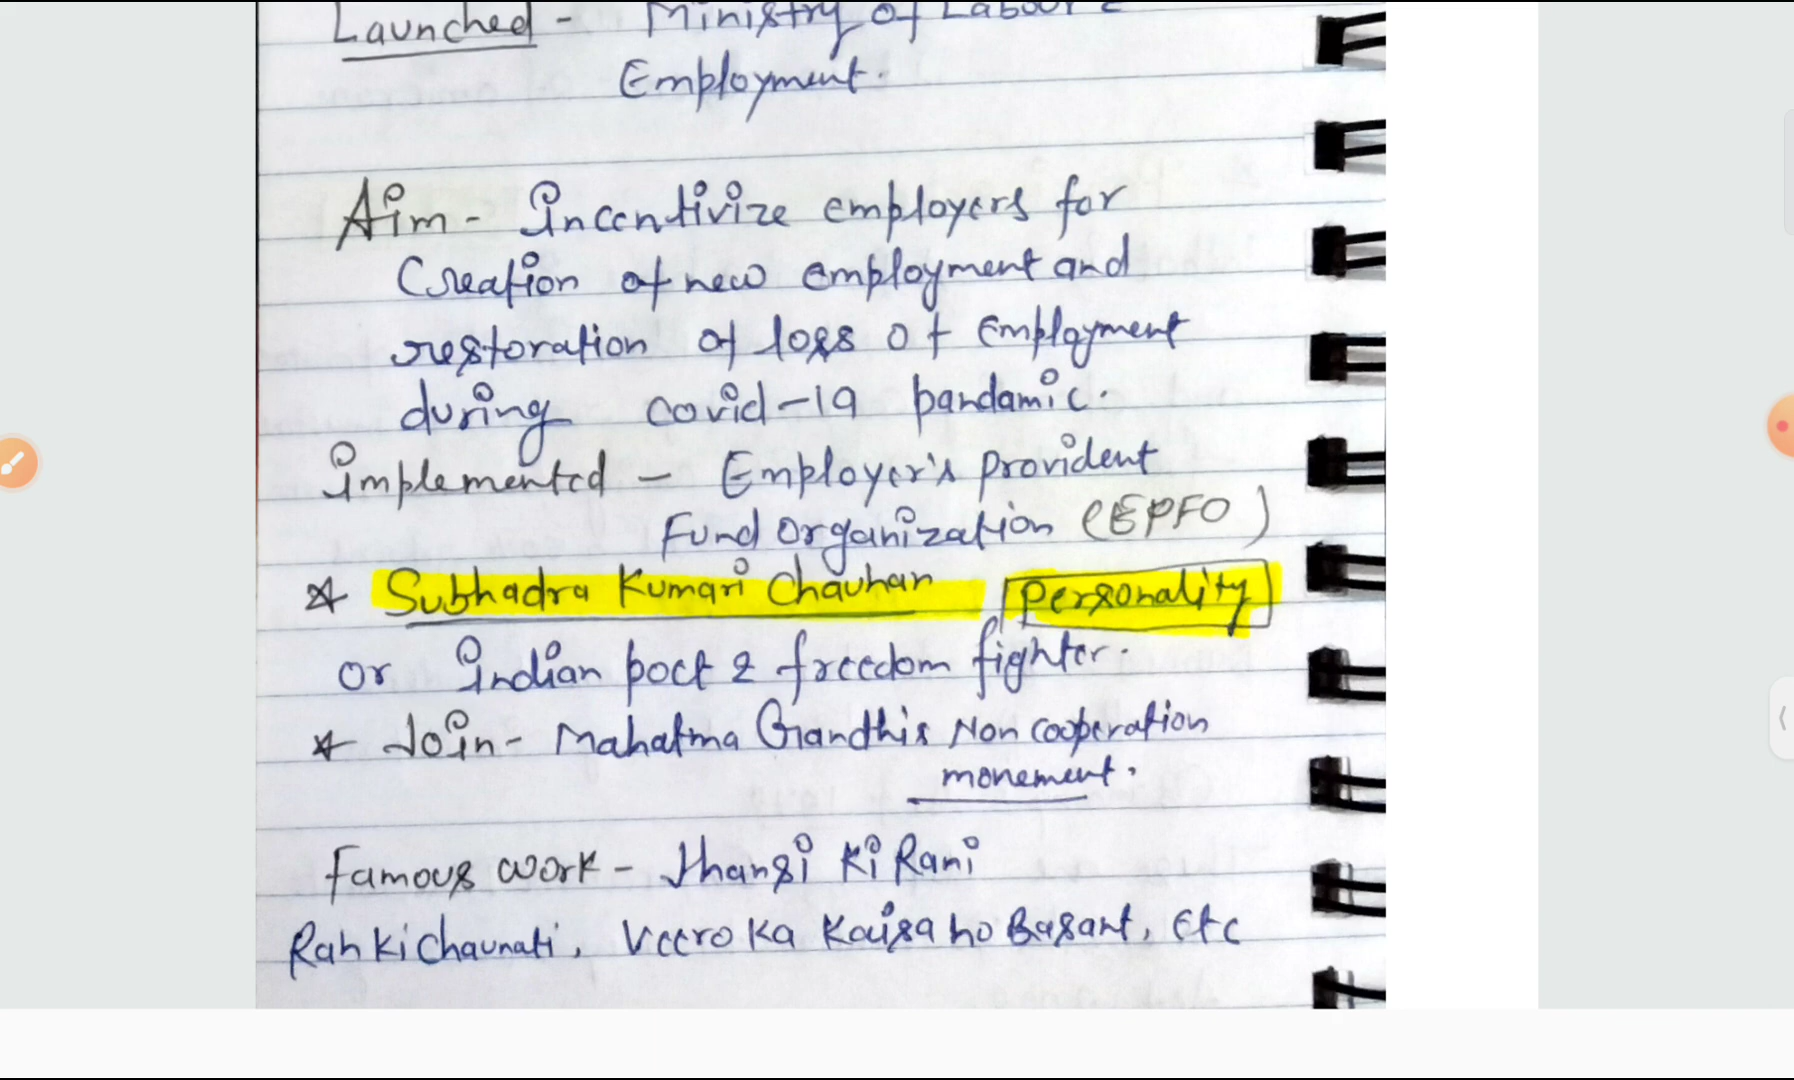 Launched - Ministry of Labour &
Employment.
Aim - Incentivize employers for
Creation of new employment and
restoration of loss of Employment
during covid-19 pandamic.
implemented - Employer's provident
Fund Organization (EPFO)
* Subhadra Kumari Chauhan Personality
or Indian poet & freedom fighter.
* Join - Mahatma Gandhis Non cooperation
monement.
Famous work - Jhansi Ki Rani
Rah ki Chaunati, Veero Ka Kaisa ho Basant, Etc